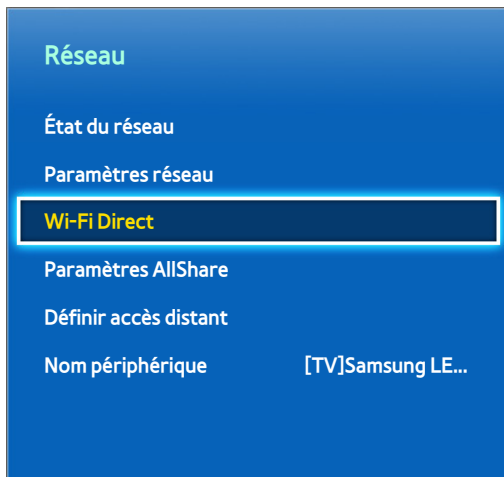 Réseau
État du réseau
Paramètres réseau
Wi-Fi Direct
Paramètres AllShare
Définir accès distant
Nom périphérique [TV]Samsung LE...